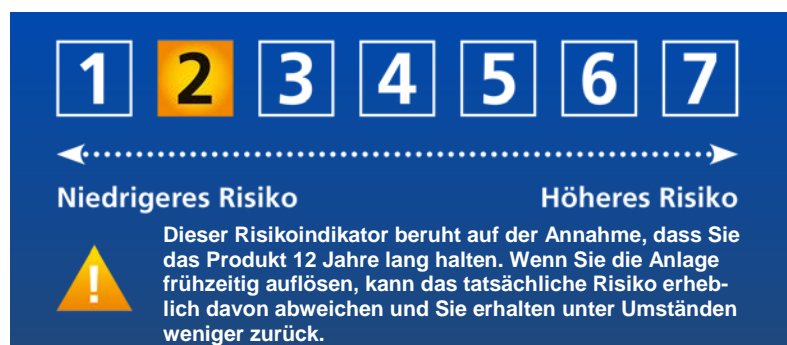 1 2 3 4 5 6 7
Niedrigeres Risiko Höheres Risiko
Dieser Risikoindikator beruht auf der Annahme, dass Sie
das Produkt 12 Jahre lang halten. Wenn Sie die Anlage
frühzeitig auflösen, kann das tatsächliche Risiko erheb-
lich davon abweichen und Sie erhalten unter Umständen
weniger zurück.